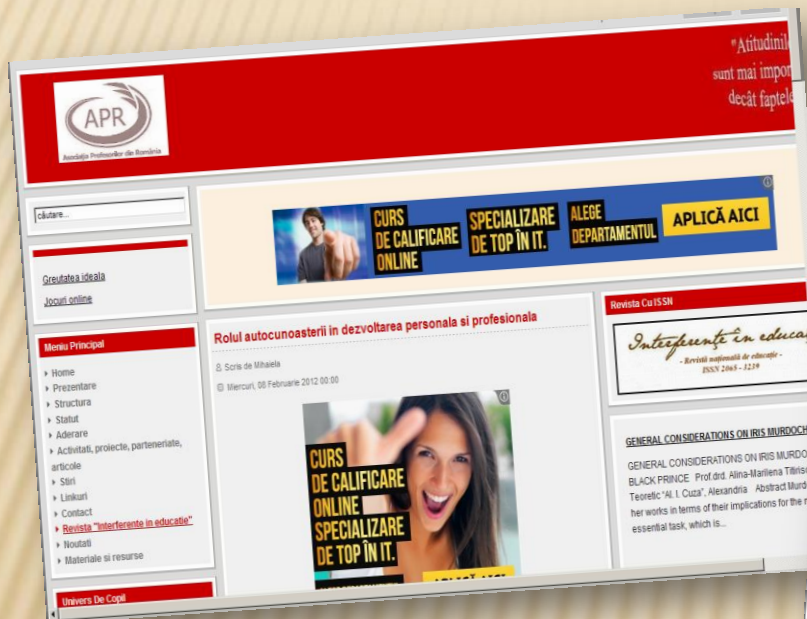 APR
Asociația Profesorilor din România
"Atitudinil
sunt mai impor
decât faptele
căutare...
CURS
DE CALIFICARE
ONLINE
SPECIALIZARE
DE TOP ÎN IT.
ALEGE
DEPARTAMENTUL
APLICĂ AICI
Greutatea ideala
Jocuri online
Meniu Principal
Home
Prezentare
Structura
Statut
Aderare
Activitati, proiecte, parteneriate,
articole
Stiri
Linkuri
Contact
Revista "Interferente in educatie"
Noutati
Materiale si resurse
Univers De Copil
Rolul autocunoasterii in dezvoltarea personala si profesionala
Scris de Mihaiela
Miercuri, 08 Februarie 2012 00:00
CURS
DE CALIFICARE
ONLINE
SPECIALIZARE
DE TOP ÎN IT.
Revista Cu ISSN
Interferențe în educaț
- Revistă națională de educație -
ISSN 2065 - 3239
GENERAL CONSIDERATIONS ON IRIS MURDOCH
GENERAL CONSIDERATIONS ON IRIS MURDO
BLACK PRINCE Prof.drd. Alina-Marilena Titiris
Teoretic "Al. I. Cuza", Alexandria Abstract Murd
her works in terms of their implications for the m
essential task, which is...